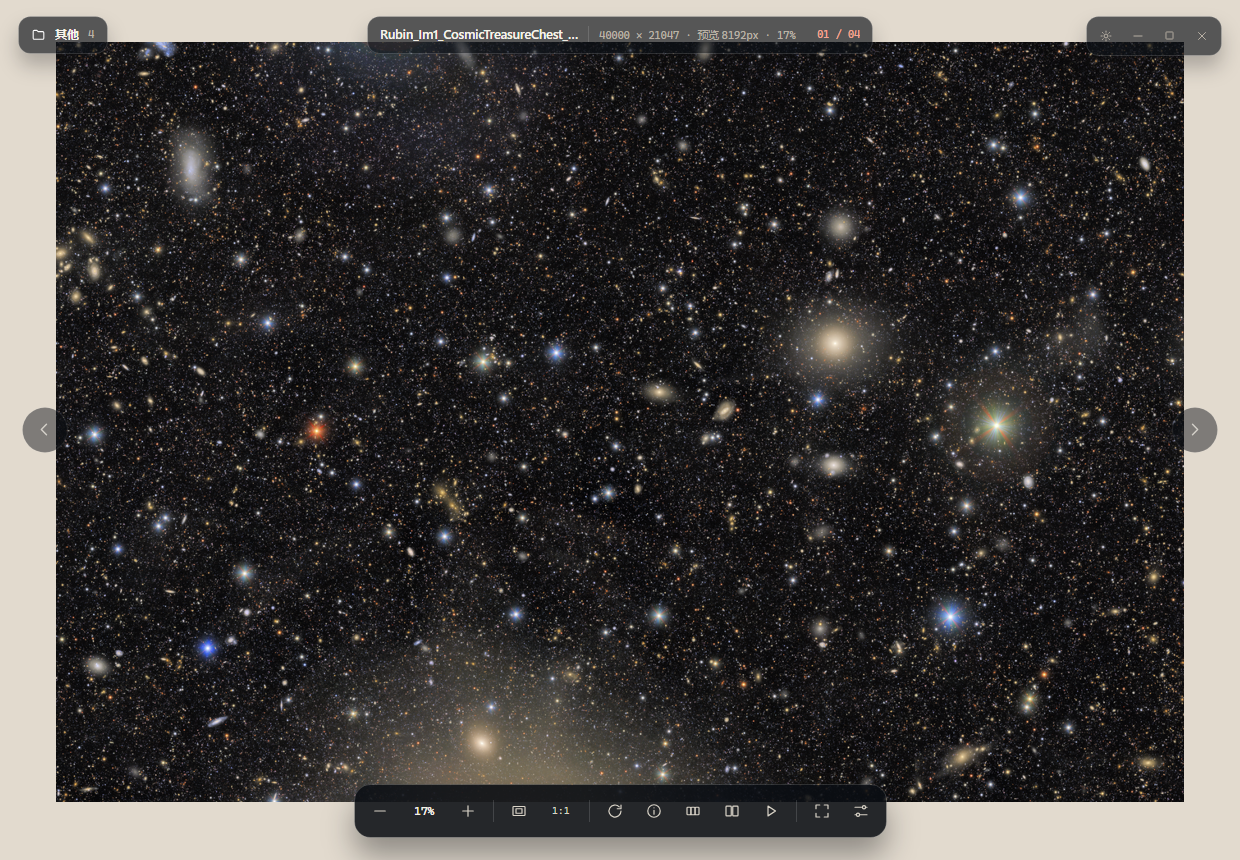 其他 4
Rubin_Im1_CosmicTreasureChest_... 40000 × 21047 · 预览 8192px · 17% 01 / 04
17% 1:1